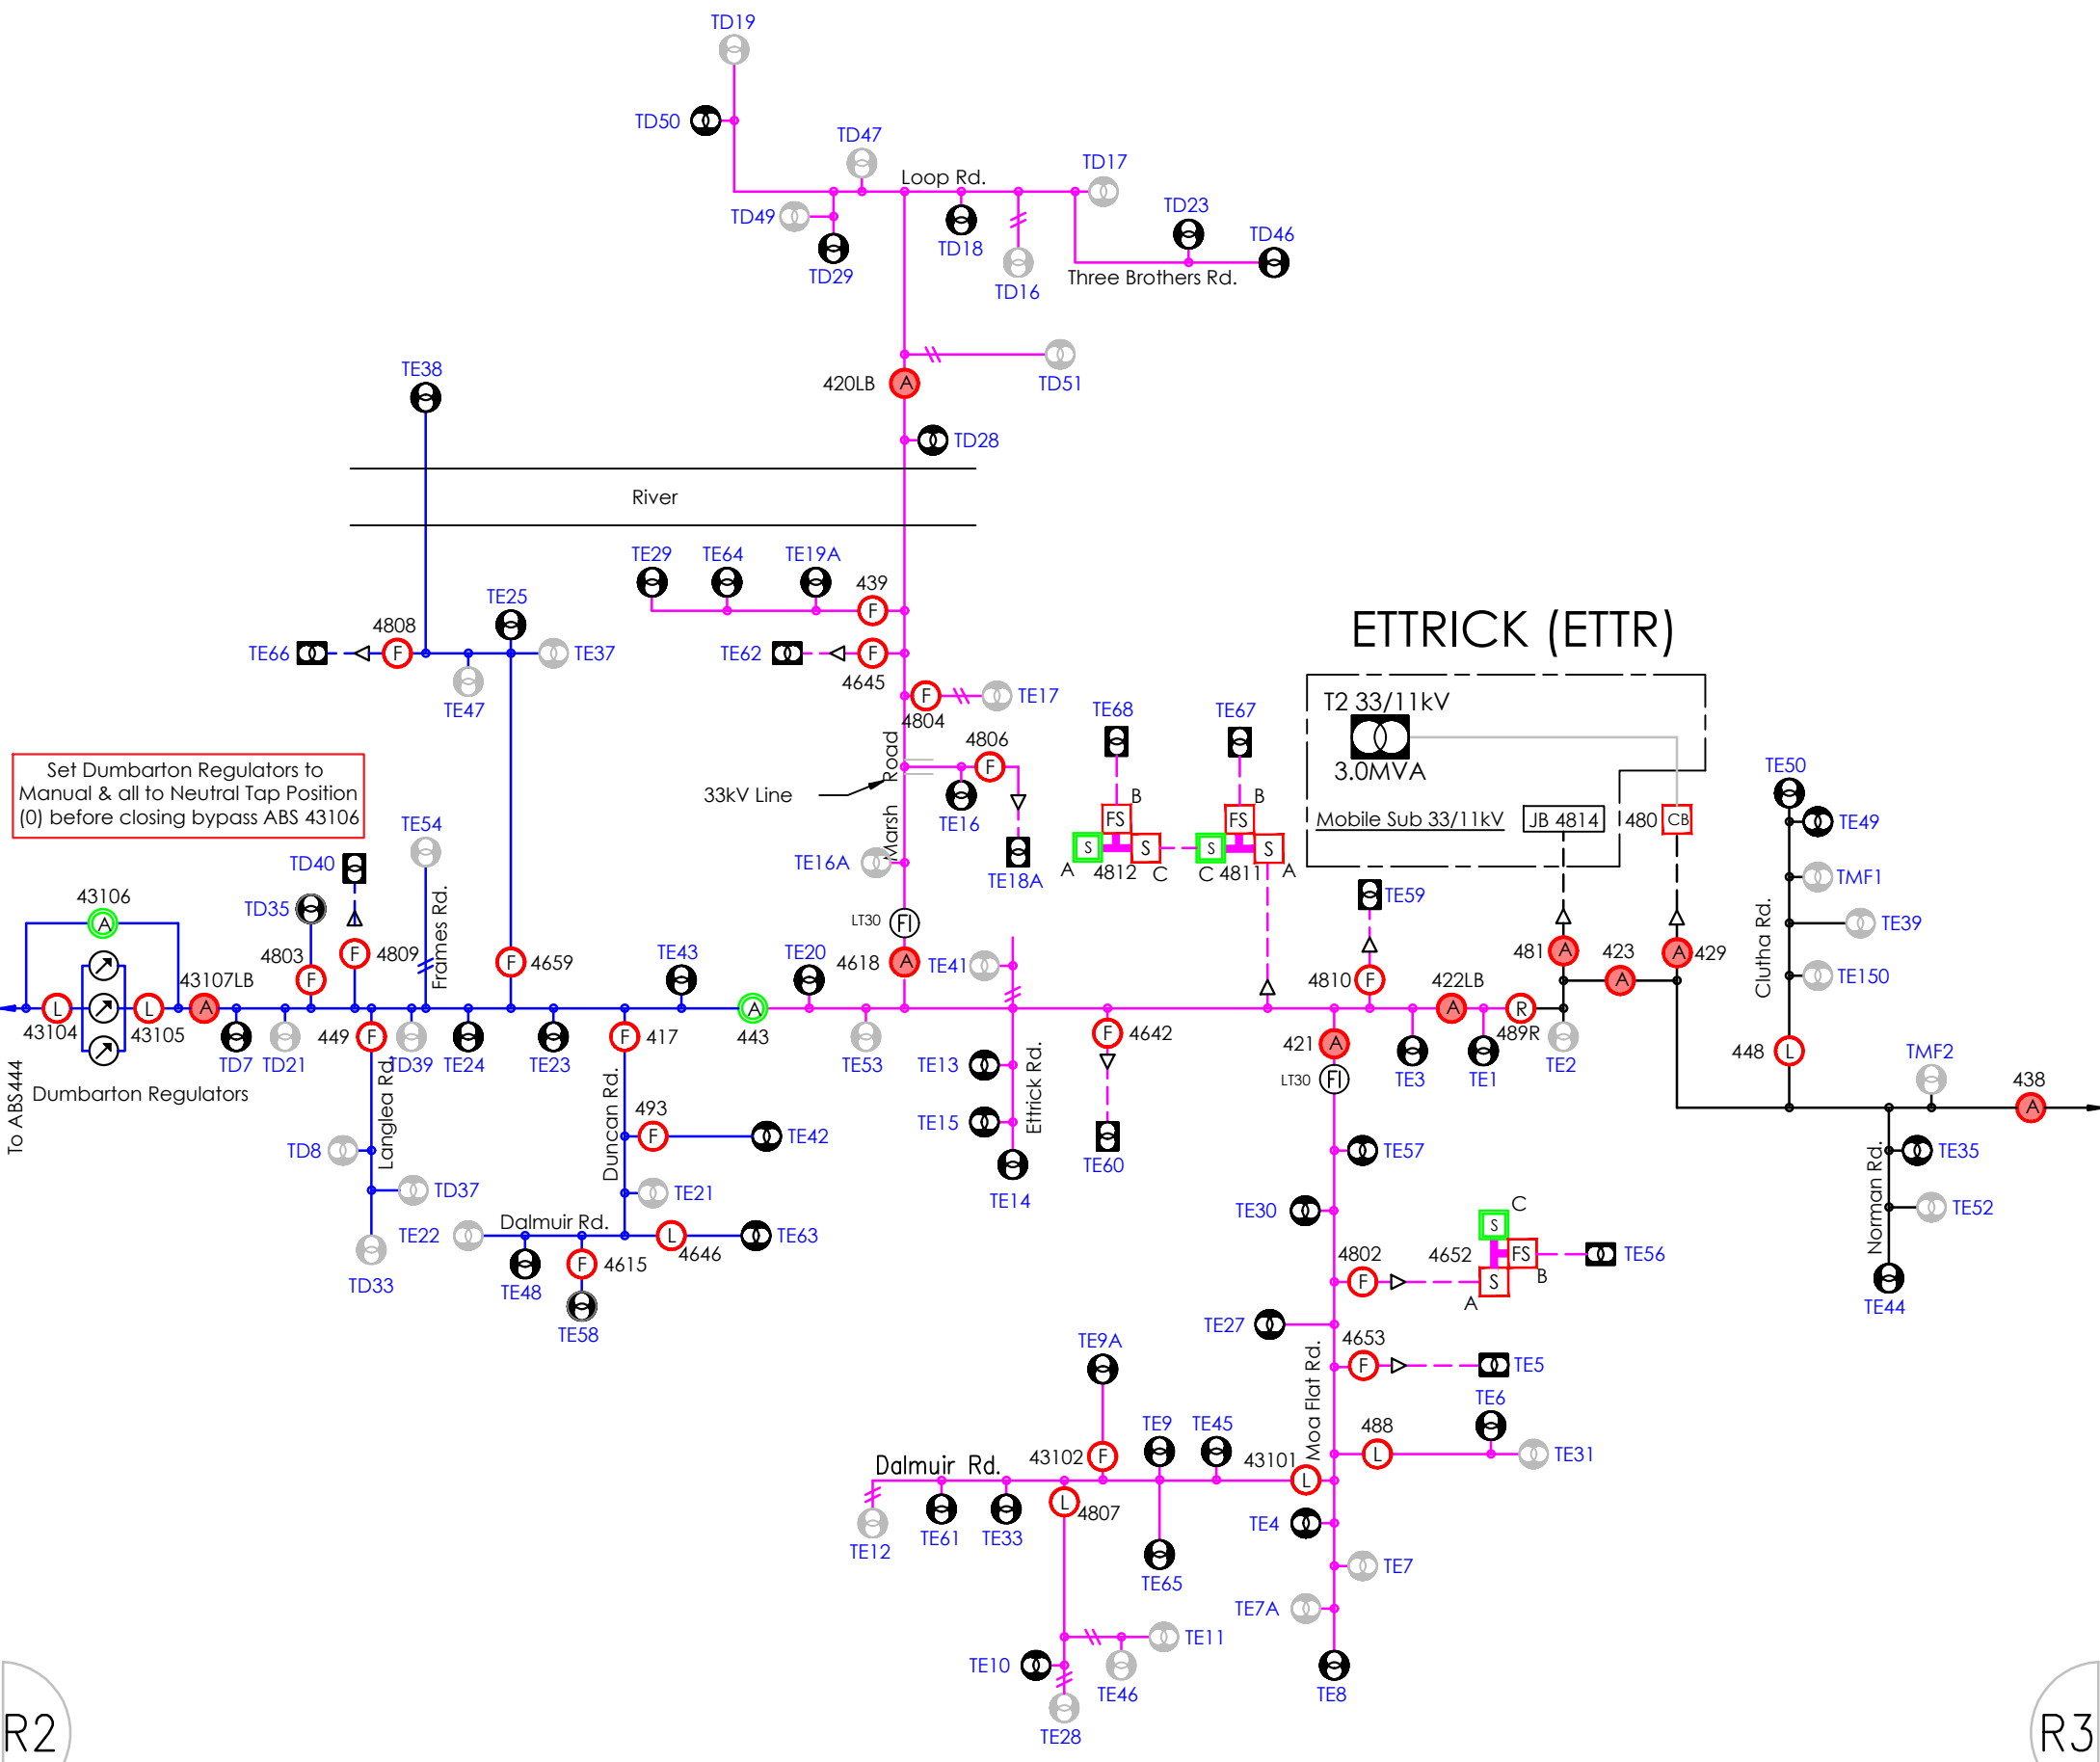 TD19
TD50
TD47
Loop Rd.
TD17
TD49
TD29
TD18
TD16
TD23
TD46
Three Brothers Rd.
TE38
420LB
A
TD51
TD28
River
TE29
TE64
TE19A
439
F
TE25
4808
TE66
F
TE37
TE47
TE62
F
4645
F
TE17
4804
ETTRICK (ETTR)
T2 33/11kV
3.0MVA
Mobile Sub 33/11kV
JB 4814
480
CB
TE68
TE67
B
B
FS
FS
S
S
S
S
A
4812
C
C
4811
A
Marsh Road
4806
F
33kV Line
TE16
TE16A
TE18A
Set Dumbarton Regulators to
Manual & all to Neutral Tap Position
(0) before closing bypass ABS 43106
TE54
TD40
43106
A
TD35
4803
F
F
4809
Frames Rd.
F
4659
TE43
TE20
LT30
FI
4618
A
TE41
TE59
4810
F
422LB
A
481
A
423
A
A
429
TE50
TE49
TMF1
TE39
TE150
Clutha Rd.
448
L
To ABS444
L
43104
L
43105
43107LB
A
Dumbarton Regulators
TD7
TD21
449
F
TD39
TE24
TE23
F
417
A
443
TE53
F
4642
TE60
421
A
LT30
FI
TE3
TE1
R
489R
TE2
TMF2
438
A
Langlea Rd.
TD8
TD37
TD33
Duncan Rd.
493
F
TE42
TE21
Dalmuir Rd.
TE22
L
4646
TE63
TE48
F
4615
TE58
TE13
TE15
TE14
Ettrick Rd.
TE57
TE30
C
S
4802
F
4652
FS
S
B
A
TE56
TE27
Norman Rd.
TE35
TE52
TE44
Moa Flat Rd.
4653
F
TE5
TE6
488
L
TE31
TE9A
43102
F
TE9
TE45
43101
L
Dalmuir Rd.
L
4807
TE12
TE61
TE33
TE65
TE4
TE7
TE7A
TE8
TE11
TE10
TE46
TE28
R2
R3